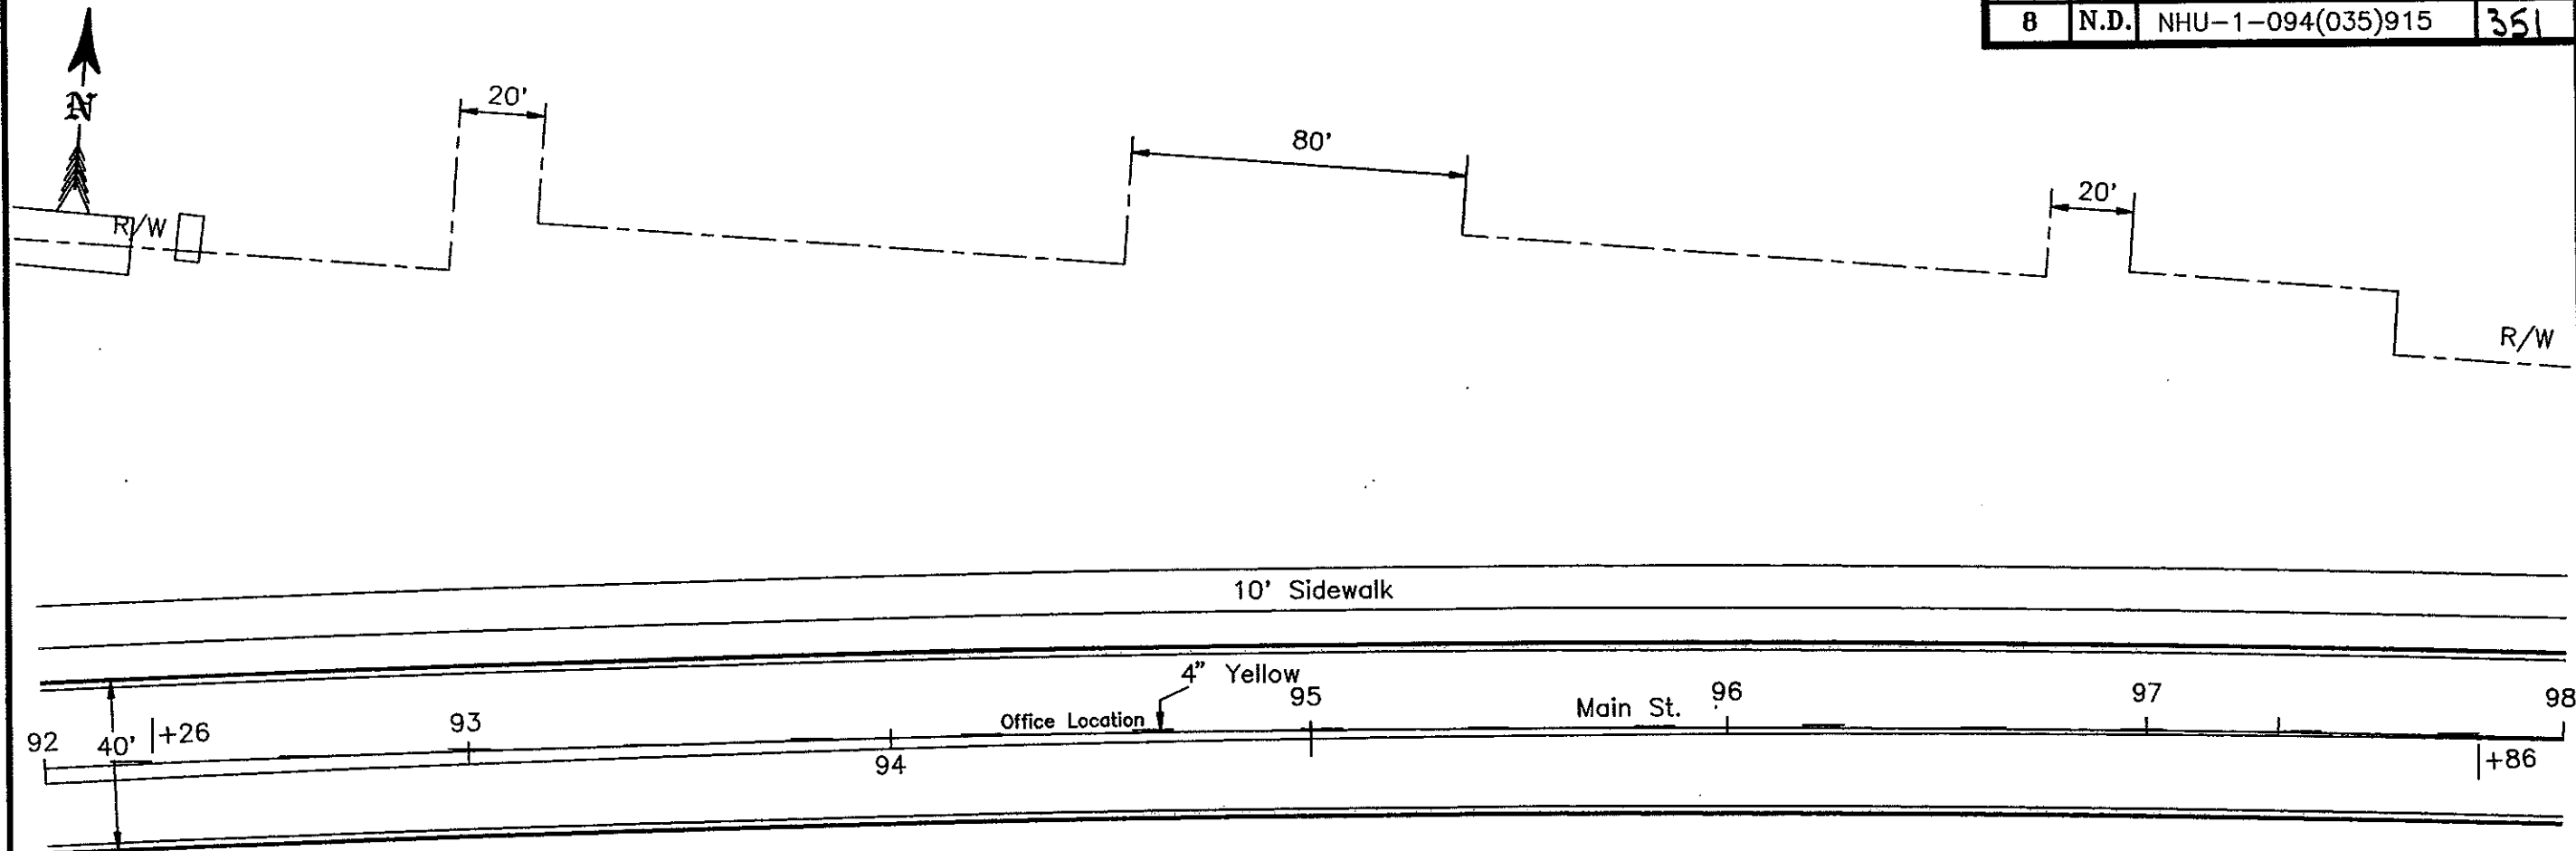 8 N.D. NHU-1-094(035)915 351
N
20'
80'
20'
R/W
R/W
10' Sidewalk
4" Yellow
92 40' +26 93 94 Office Location 95 Main St. 96 97 98
+86